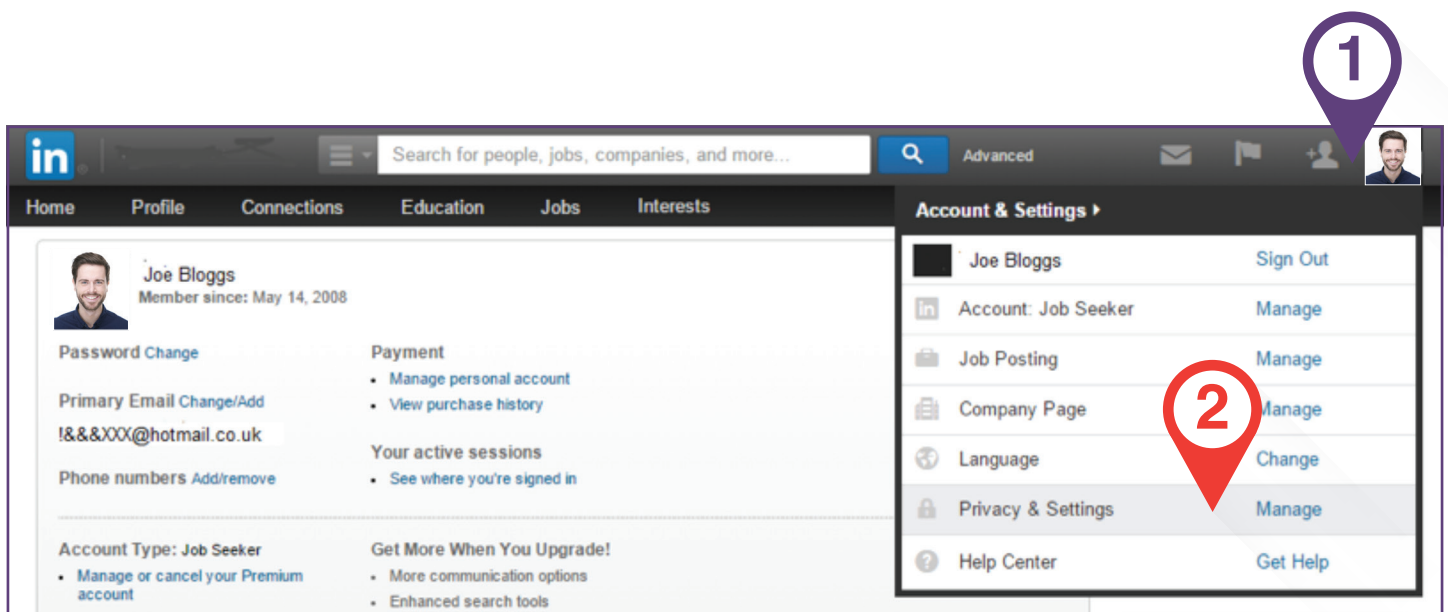 1
in
Search for people, jobs, companies, and more...
Advanced
Home Profile Connections Education Jobs Interests
Account & Settings
Joe Bloggs Sign Out
Account: Job Seeker Manage
Job Posting Manage
Company Page Manage
2
Language Change
Privacy & Settings Manage
Help Center Get Help
Joe Bloggs
Member since: May 14, 2008
Password Change
Primary Email Change/Add
!&&&XXX@hotmail.co.uk
Phone numbers Add/remove
Payment
• Manage personal account
• View purchase history
Your active sessions
• See where you're signed in
Account Type: Job Seeker
• Manage or cancel your Premium
account
Get More When You Upgrade!
• More communication options
• Enhanced search tools